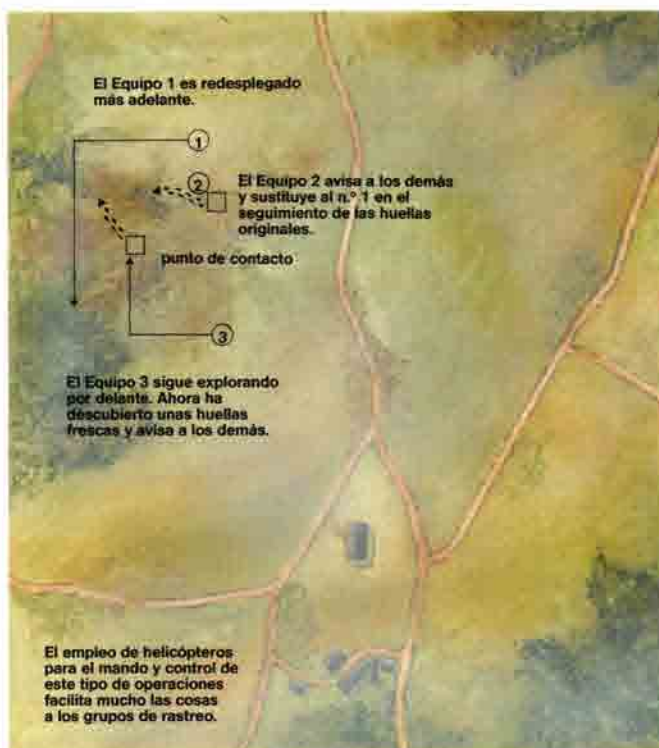 El Equipo 1 es redesplegado
más adelante.
1
2
El Equipo 2 avisa a los demás
y sustituye al n.º 1 en el
seguimiento de las huellas
originales.
punto de contacto
3
El Equipo 3 sigue explorando
por delante. Ahora ha
descubierto unas huellas
frescas y avisa a los demás.
El empleo de helicópteros
para el mando y control de
este tipo de operaciones
facilita mucho las cosas
a los grupos de rastreo.